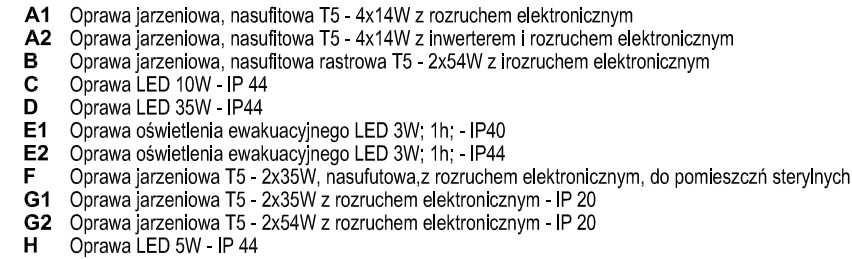 A1 Oprawa jarzeniowa, nasufitowa T5 - 4x14W z rozruchem elektronicznym
A2 Oprawa jarzeniowa, nasufitowa T5 - 4x14W z inwerterem i rozruchem elektronicznym
B Oprawa jarzeniowa, nasufitowa rastrowa T5 - 2x54W z irozruchem elektronicznym
C Oprawa LED 10W - IP 44
D Oprawa LED 35W - IP44
E1 Oprawa oświetlenia ewakuacyjnego LED 3W; 1h; - IP40
E2 Oprawa oświetlenia ewakuacyjnego LED 3W; 1h; - IP44
F Oprawa jarzeniowa T5 - 2x35W, nasufutowa,z rozruchem elektronicznym, do pomieszczń sterylnych
G1 Oprawa jarzeniowa T5 - 2x35W z rozruchem elektronicznym - IP 20
G2 Oprawa jarzeniowa T5 - 2x54W z rozruchem elektronicznym - IP 20
H Oprawa LED 5W - IP 44